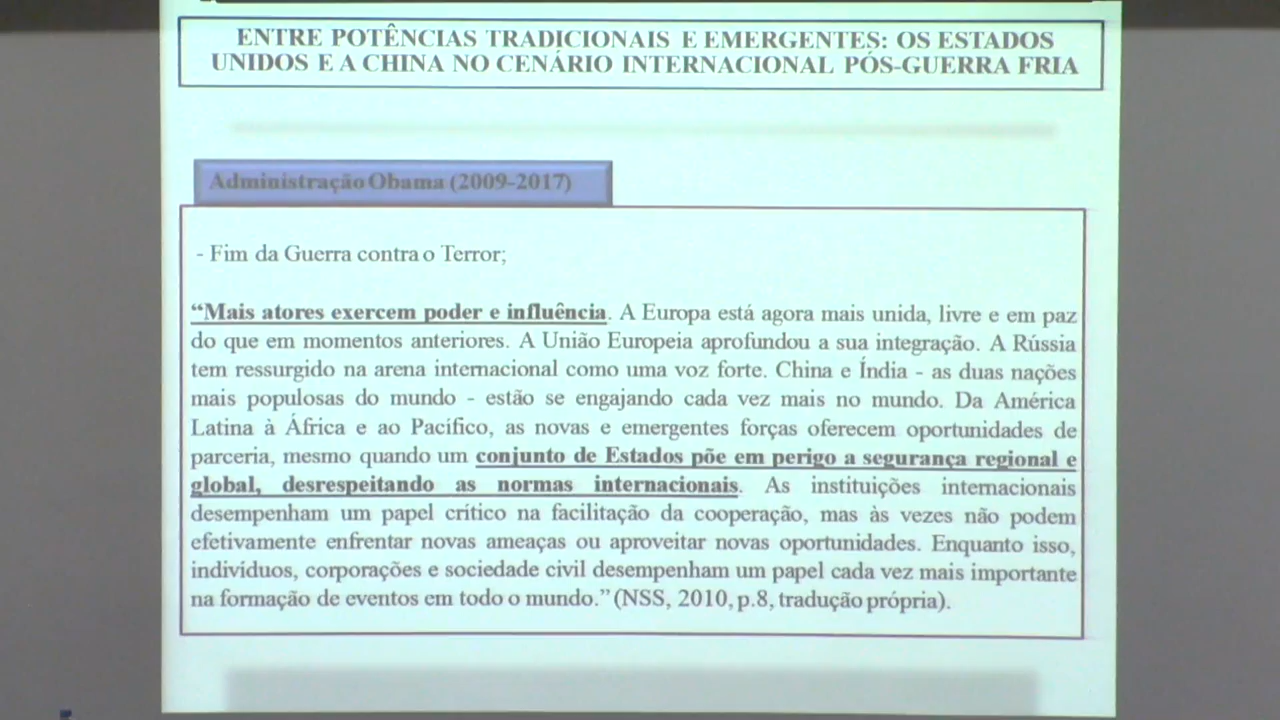 ENTRE POTÊNCIAS TRADICIONAIS E EMERGENTES: OS ESTADOS
UNIDOS E A CHINA NO CENÁRIO INTERNACIONAL PÓS-GUERRA FRIA
Administração Obama (2009-2017)
- Fim da Guerra contra o Terror;
“Mais atores exercem poder e influência. A Europa está agora mais unida, livre e em paz
do que em momentos anteriores. A União Europeia aprofundou a sua integração. A Rússia
tem ressurgido na arena internacional como uma voz forte. China e Índia - as duas nações
mais populosas do mundo - estão se engajando cada vez mais no mundo. Da América
Latina à África e ao Pacífico, as novas e emergentes forças oferecem oportunidades de
parceria, mesmo quando um conjunto de Estados põe em perigo a segurança regional e
global, desrespeitando as normas internacionais. As instituições internacionais
desempenham um papel crítico na facilitação da cooperação, mas às vezes não podem
efetivamente enfrentar novas ameaças ou aproveitar novas oportunidades. Enquanto isso,
indivíduos, corporações e sociedade civil desempenham um papel cada vez mais importante
na formação de eventos em todo o mundo.” (NSS, 2010, p.8, tradução própria).